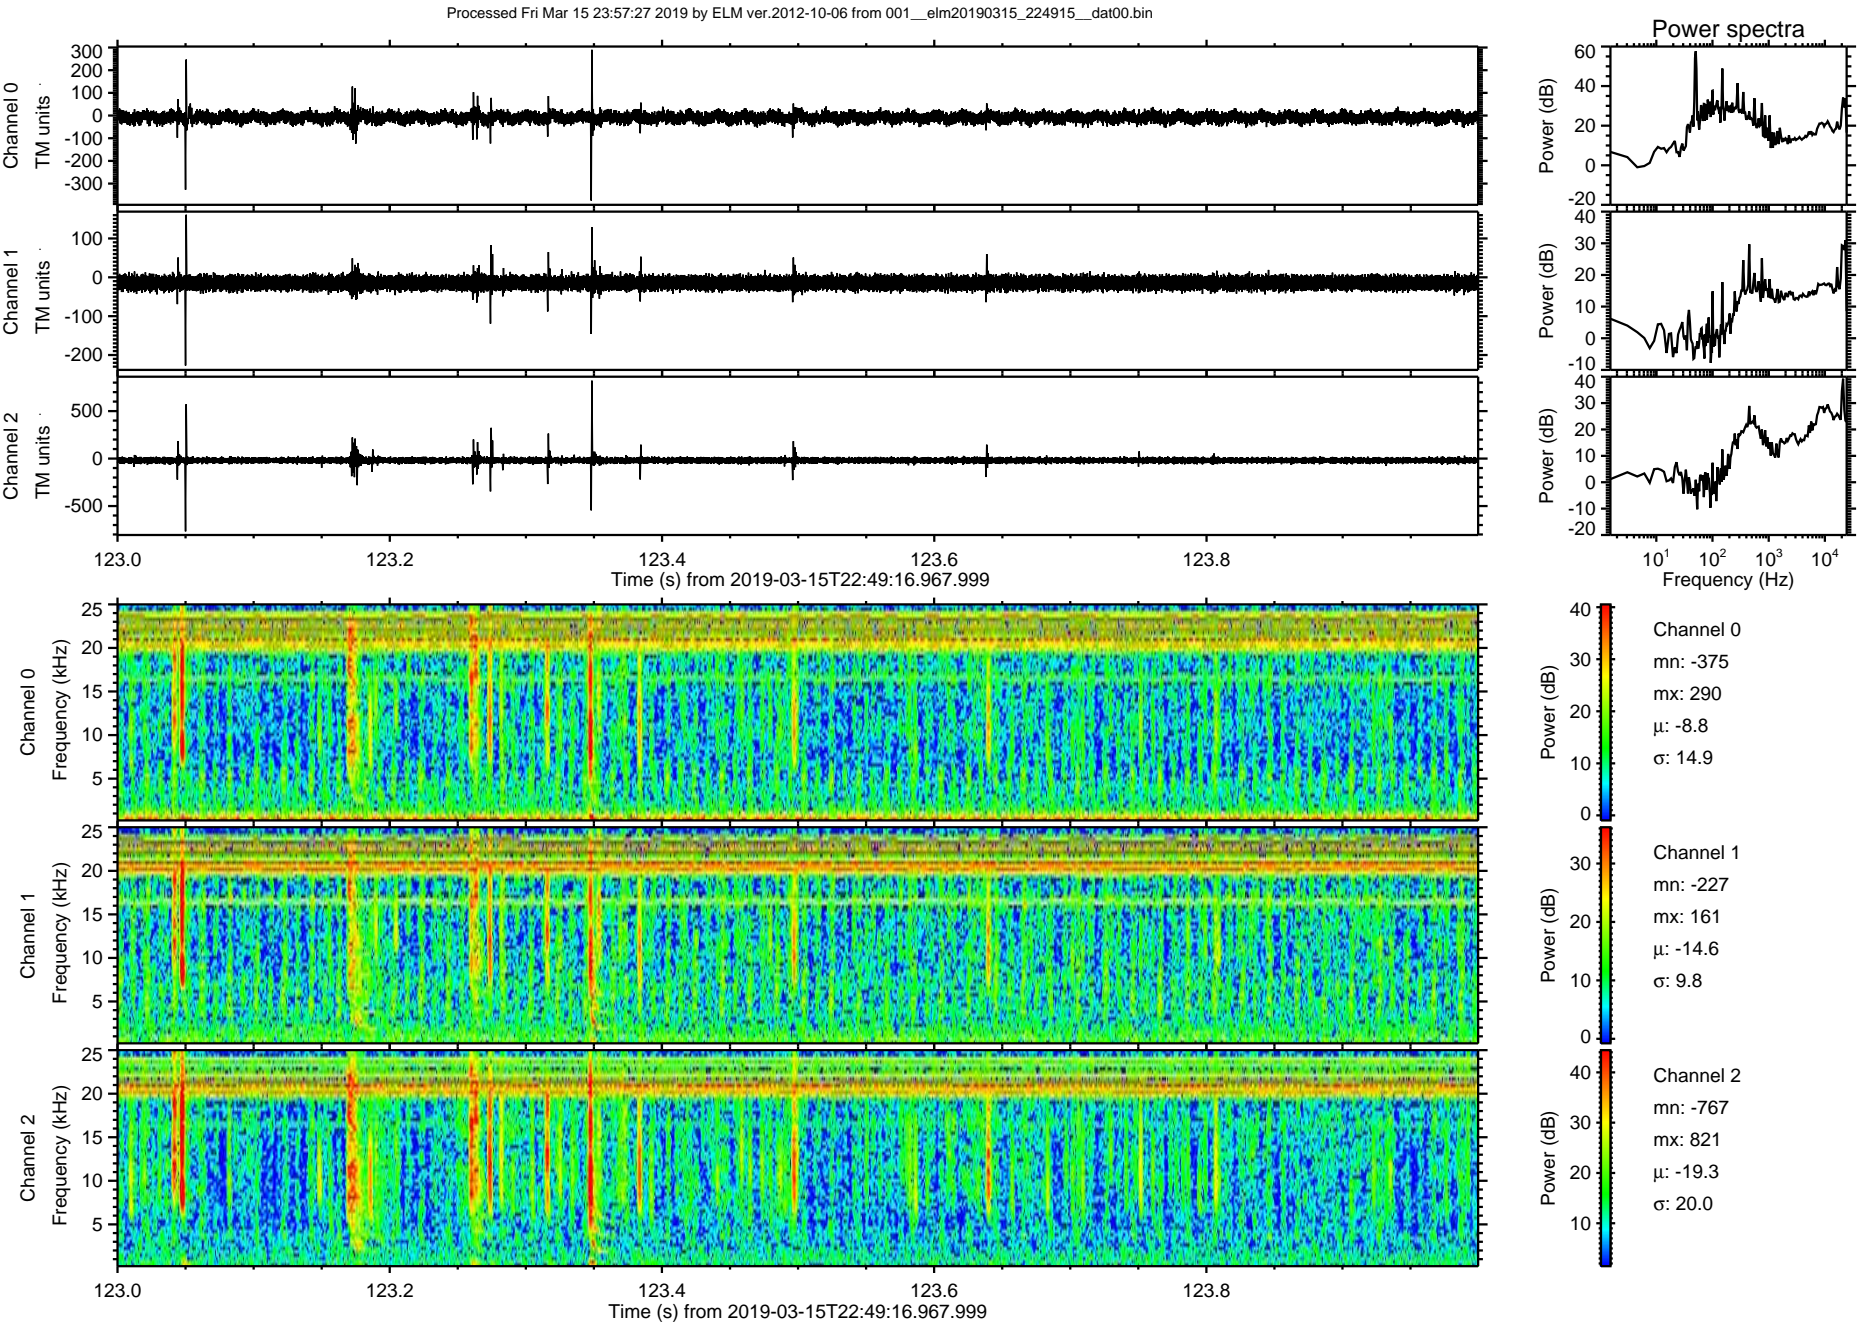 Processed Fri Mar 15 23:57:27 2019 by ELM ver.2012-10-06 from 001__elm20190315_224915__dat00.bin
Power spectra
Channel 0
TM units
300
200
100
0
-100
-200
-300
Power (dB)
60
40
20
0
-20
Channel 1
TM units
100
0
-100
-200
Power (dB)
40
30
20
10
0
-10
Channel 2
TM units
500
0
-500
Power (dB)
40
30
20
10
0
-10
-20
123.0 123.2 123.4 123.6 123.8
Time (s) from 2019-03-15T22:49:16.967.999
10^1 10^2 10^3 10^4
Frequency (Hz)
Channel 0
Frequency (kHz)
25
20
15
10
5
Power (dB)
40
30
20
10
0
Channel 0
mn: -375
mx: 290
μ: -8.8
σ: 14.9
Channel 1
Frequency (kHz)
25
20
15
10
5
Power (dB)
30
20
10
0
Channel 1
mn: -227
mx: 161
μ: -14.6
σ: 9.8
Channel 2
Frequency (kHz)
25
20
15
10
5
Power (dB)
40
30
20
10
Channel 2
mn: -767
mx: 821
μ: -19.3
σ: 20.0
123.0 123.2 123.4 123.6 123.8
Time (s) from 2019-03-15T22:49:16.967.999